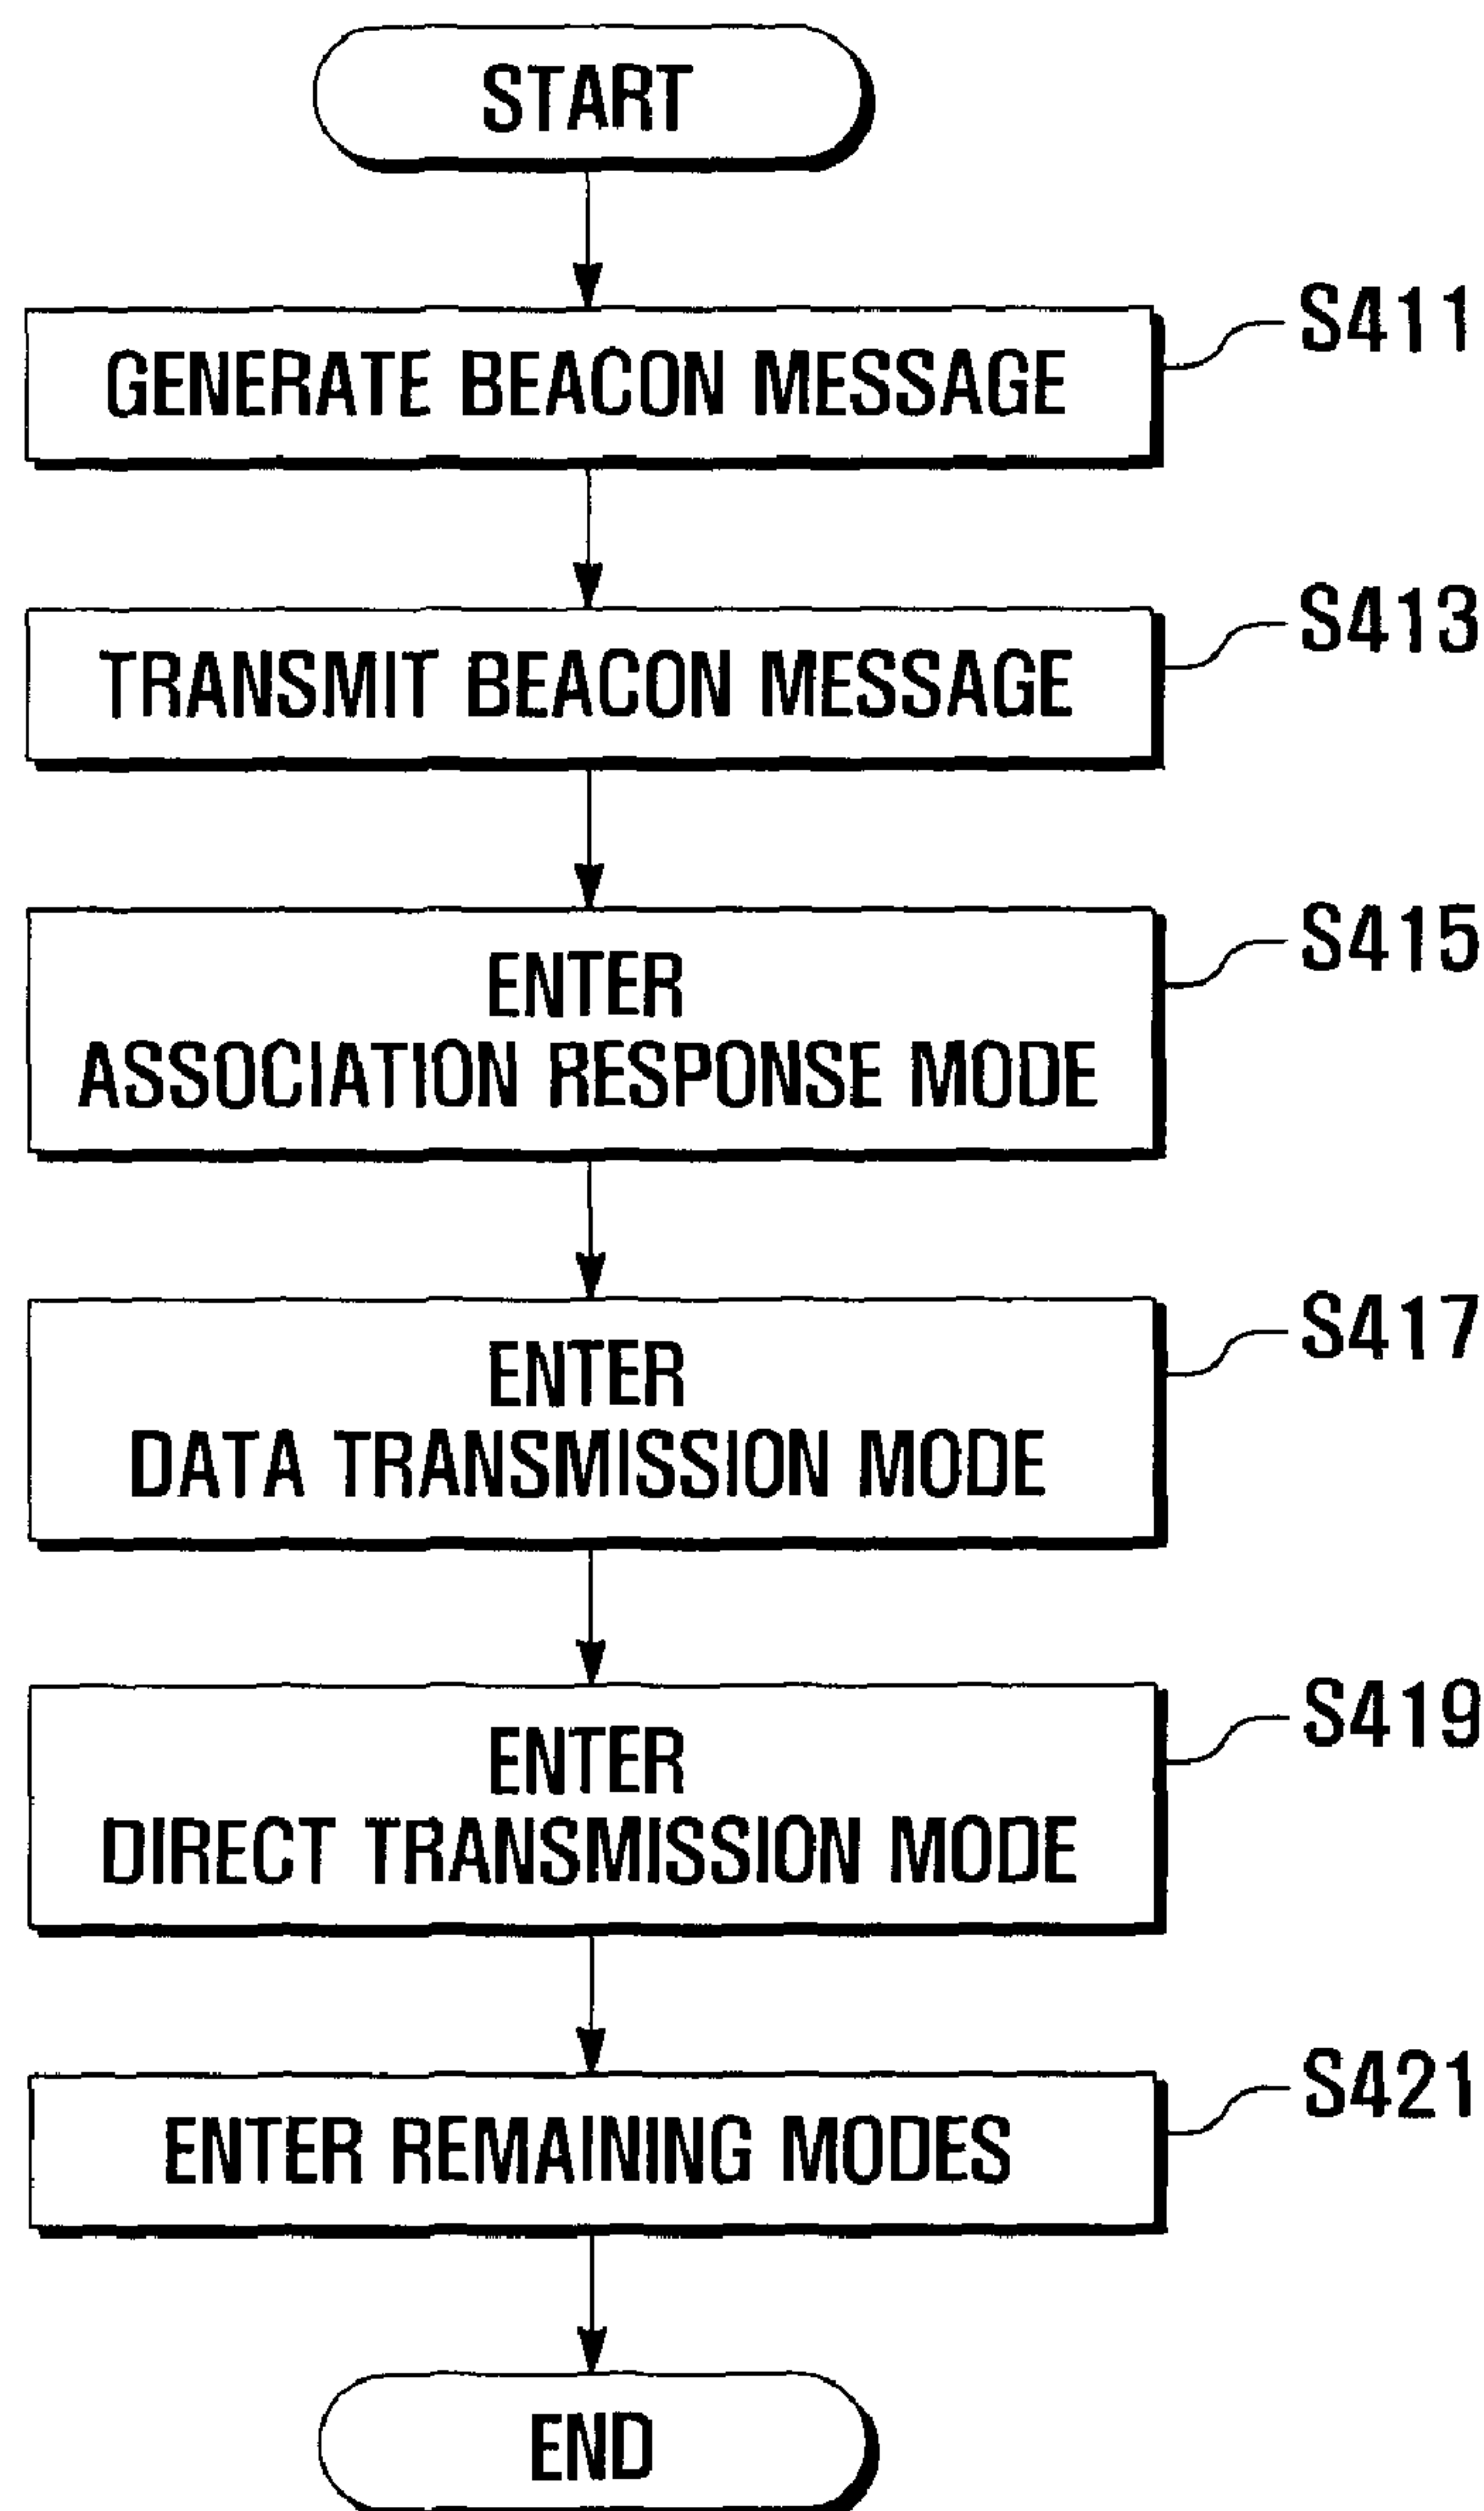 START
GENERATE BEACON MESSAGE
S411
TRANSMIT BEACON MESSAGE
S413
ENTER
ASSOCIATION RESPONSE MODE
S415
ENTER
DATA TRANSMISSION MODE
S417
ENTER
DIRECT TRANSMISSION MODE
S419
ENTER REMAINING MODES
S421
END